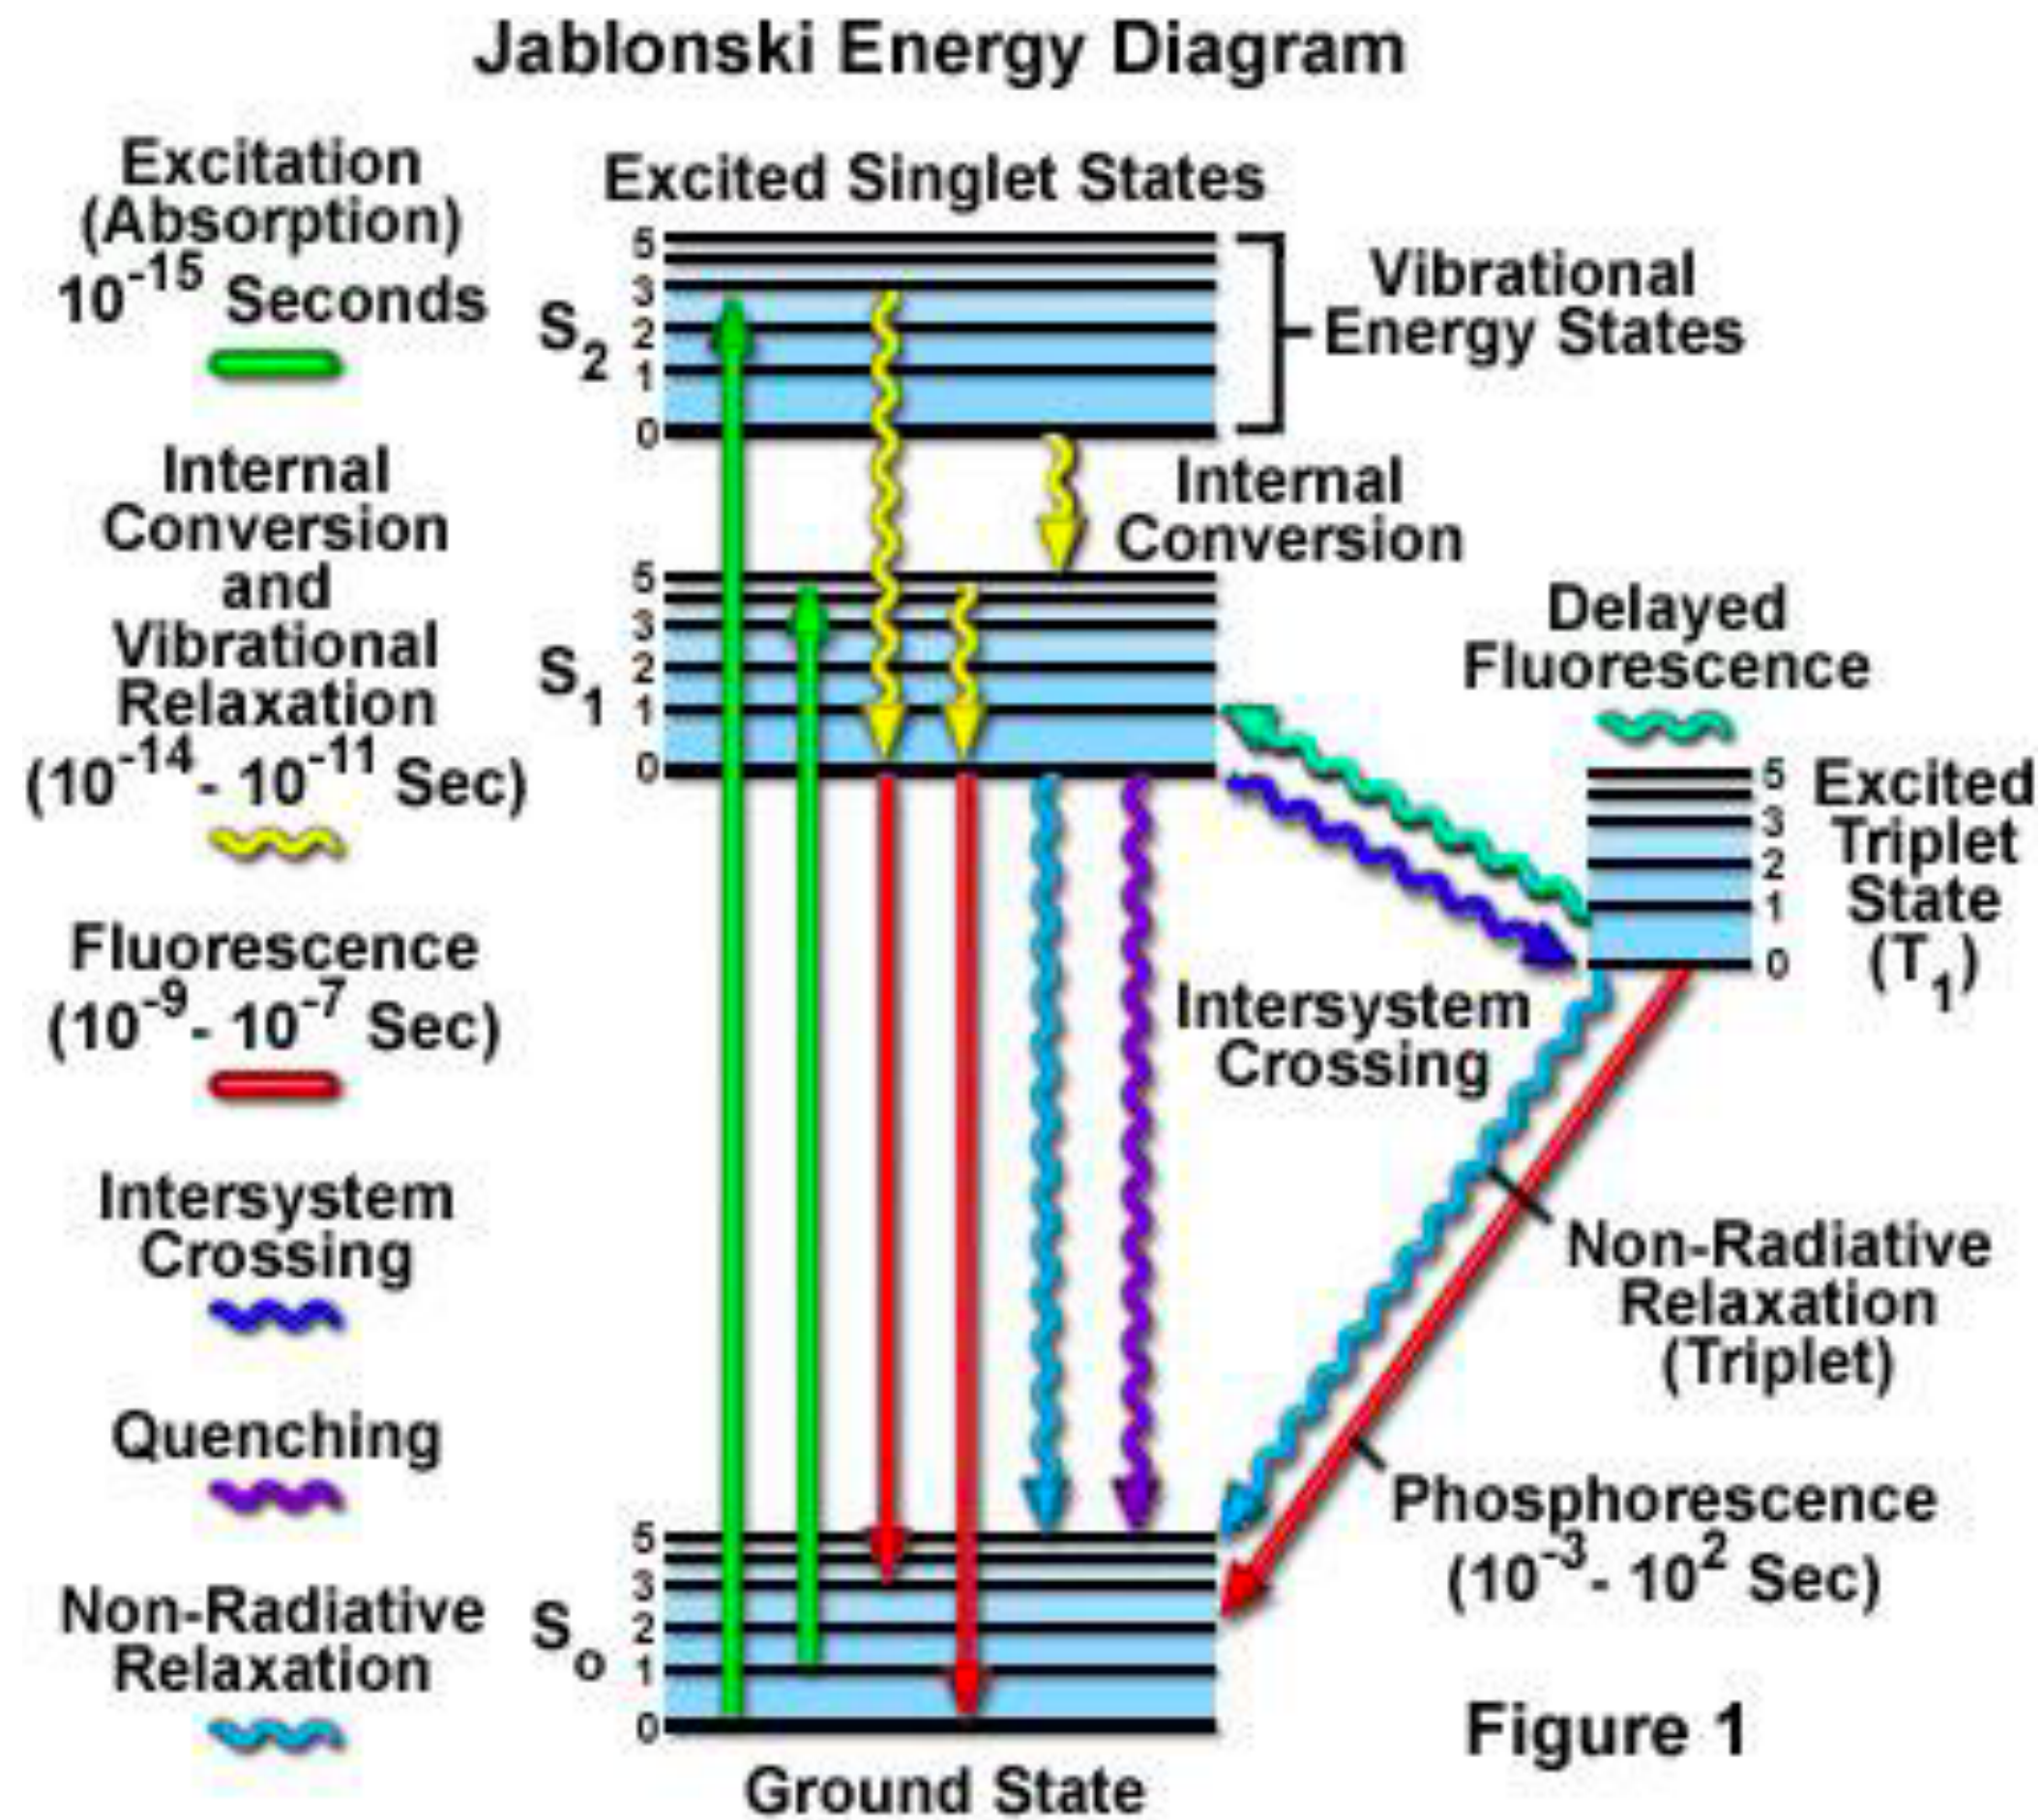 Jablonski Energy Diagram
Excitation
(Absorption)
10⁻¹⁵ Seconds
Internal
Conversion
and
Vibrational
Relaxation
(10⁻¹⁴ - 10⁻¹¹ Sec)
Fluorescence
(10⁻⁹ - 10⁻⁷ Sec)
Intersystem
Crossing
Quenching
Non-Radiative
Relaxation
Excited Singlet States
S₂
5
3
2
1
0
Vibrational
Energy States
Internal
Conversion
S₁
5
3
2
1
0
Delayed
Fluorescence
5
3
2
1
0
Excited
Triplet
State
(T₁)
Intersystem
Crossing
Non-Radiative
Relaxation
(Triplet)
Phosphorescence
(10⁻³ - 10² Sec)
Sₒ
5
3
2
1
0
Ground State
Figure 1